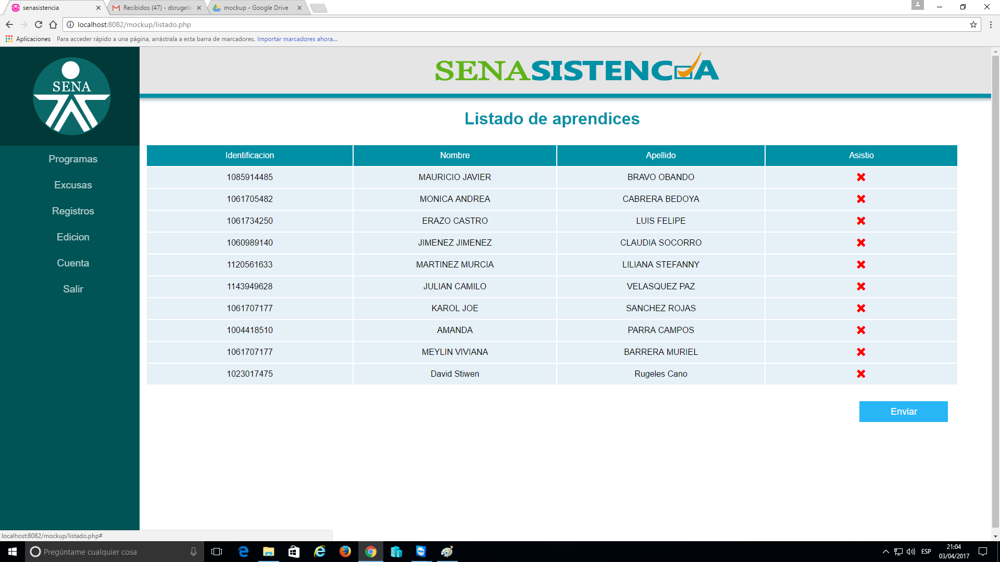 senasistencia
Recibidos (47) - dsrugele
mockup - Google Drive
localhost:8082/mockup/listado.php
Aplicaciones Para acceder rápido a una página, arrástrala a esta barra de marcadores. Importar marcadores ahora...
SENA
SENASISTENCIA
Programas
Excusas
Registros
Edicion
Cuenta
Salir
Listado de aprendices
Identificacion Nombre Apellido Asistio
1085914485 MAURICIO JAVIER BRAVO OBANDO
1061705482 MONICA ANDREA CABRERA BEDOYA
1061734250 ERAZO CASTRO LUIS FELIPE
1060989140 JIMENEZ JIMENEZ CLAUDIA SOCORRO
1120561633 MARTINEZ MURCIA LILIANA STEFANNY
1143949628 JULIAN CAMILO VELASQUEZ PAZ
1061707177 KAROL JOE SANCHEZ ROJAS
1004418510 AMANDA PARRA CAMPOS
1061707177 MEYLIN VIVIANA BARRERA MURIEL
1023017475 David Stiwen Rugeles Cano
Enviar
localhost:8082/mockup/listado.php#
Pregúntame cualquier cosa
ESP
21:04
03/04/2017